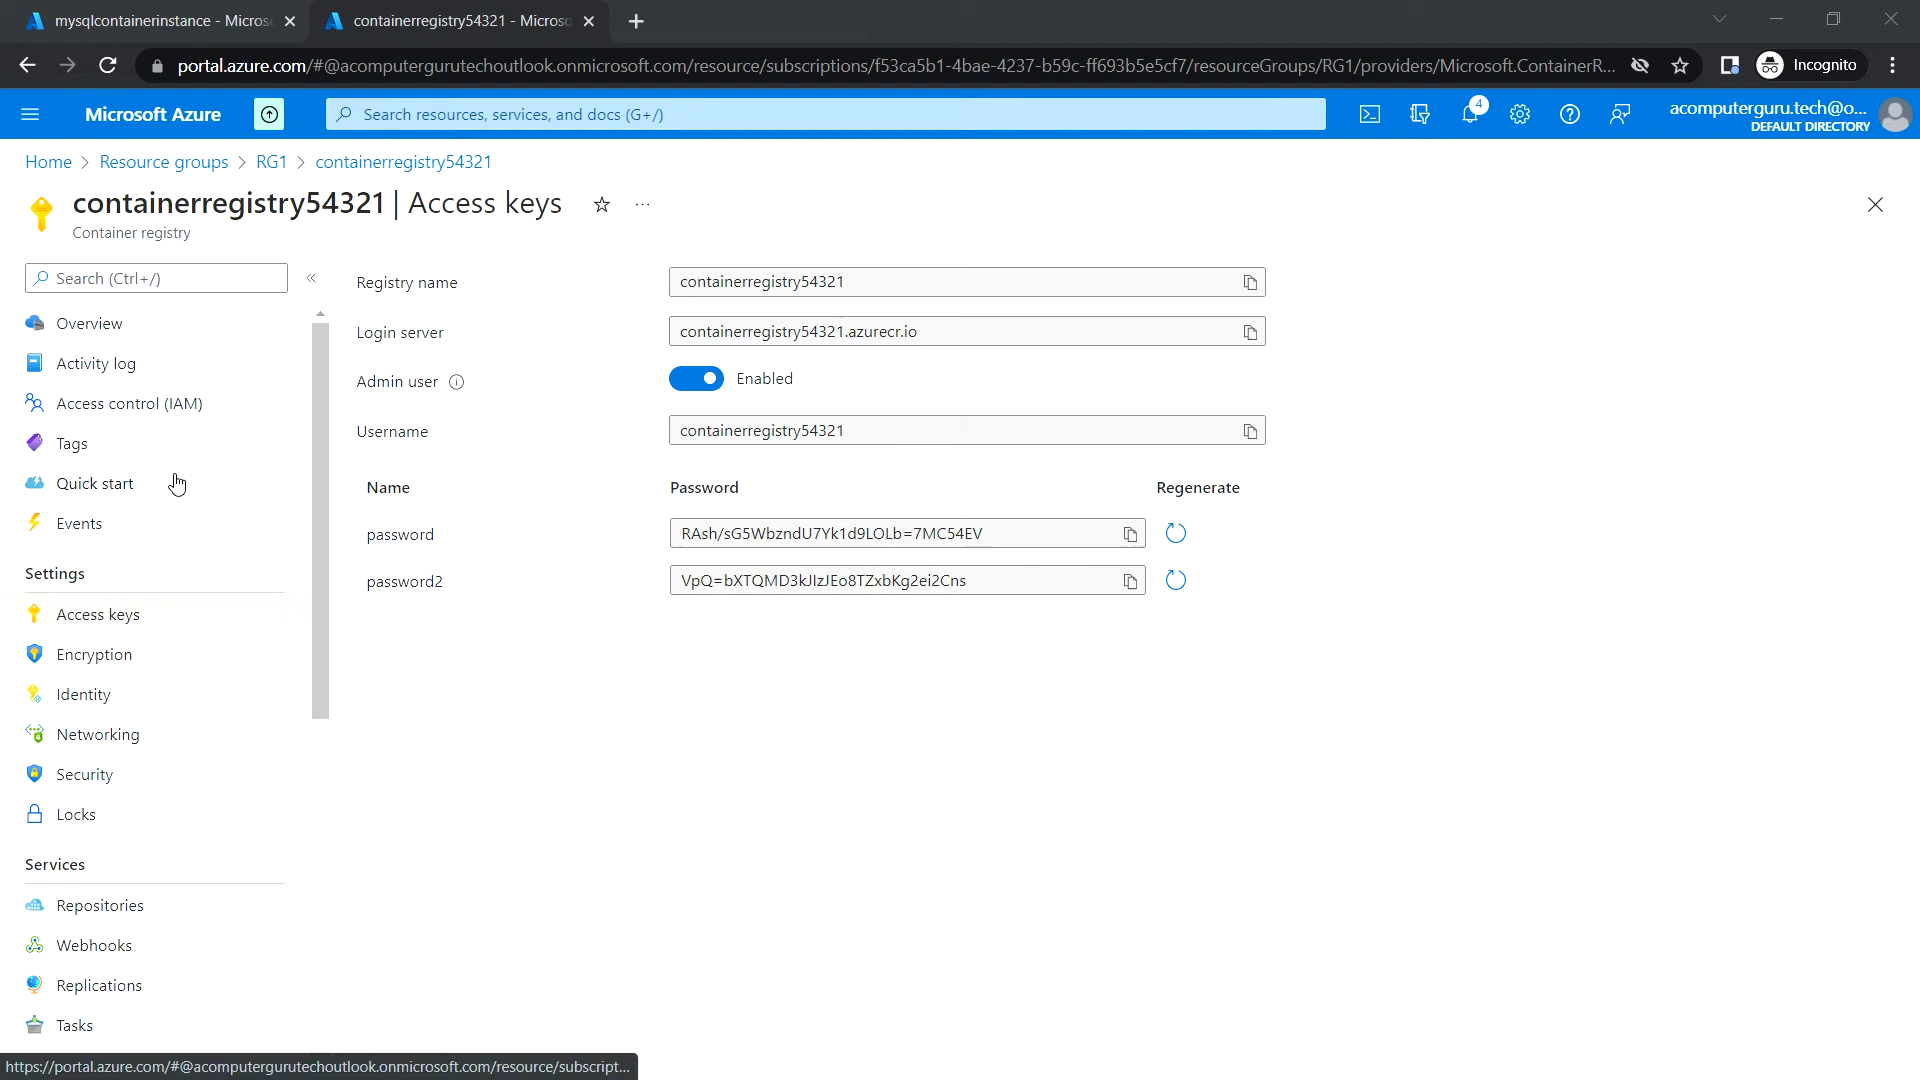 mysqlcontainerinstance - Micros
containerregistry54321 - Microso
portal.azure.com/#@acomputergurutechoutlook.onmicrosoft.com/resource/subscriptions/f53ca5b1-4bae-4237-b59c-ff693b5e5cf7/resourceGroups/RG1/providers/Microsoft.ContainerR...
Incognito
Microsoft Azure
Search resources, services, and docs (G+/)
4
acomputerguru.tech@o...
DEFAULT DIRECTORY
Home > Resource groups > RG1 > containerregistry54321
containerregistry54321 | Access keys
...
Container registry
Search (Ctrl+/)
«
Overview
Activity log
Access control (IAM)
Tags
Quick start
Events
Settings
Access keys
Encryption
Identity
Networking
Security
Locks
Services
Repositories
Webhooks
Replications
Tasks
Registry name
containerregistry54321
Login server
containerregistry54321.azurecr.io
Admin user
Enabled
Username
containerregistry54321
Name Password Regenerate
password
RAsh/sG5WbzndU7Yk1d9LOLb=7MC54EV
password2
VpQ=bXTQMD3kJIzJEo8TZxbKg2ei2Cns
https://portal.azure.com/#@acomputergurutechoutlook.onmicrosoft.com/resource/subscript...